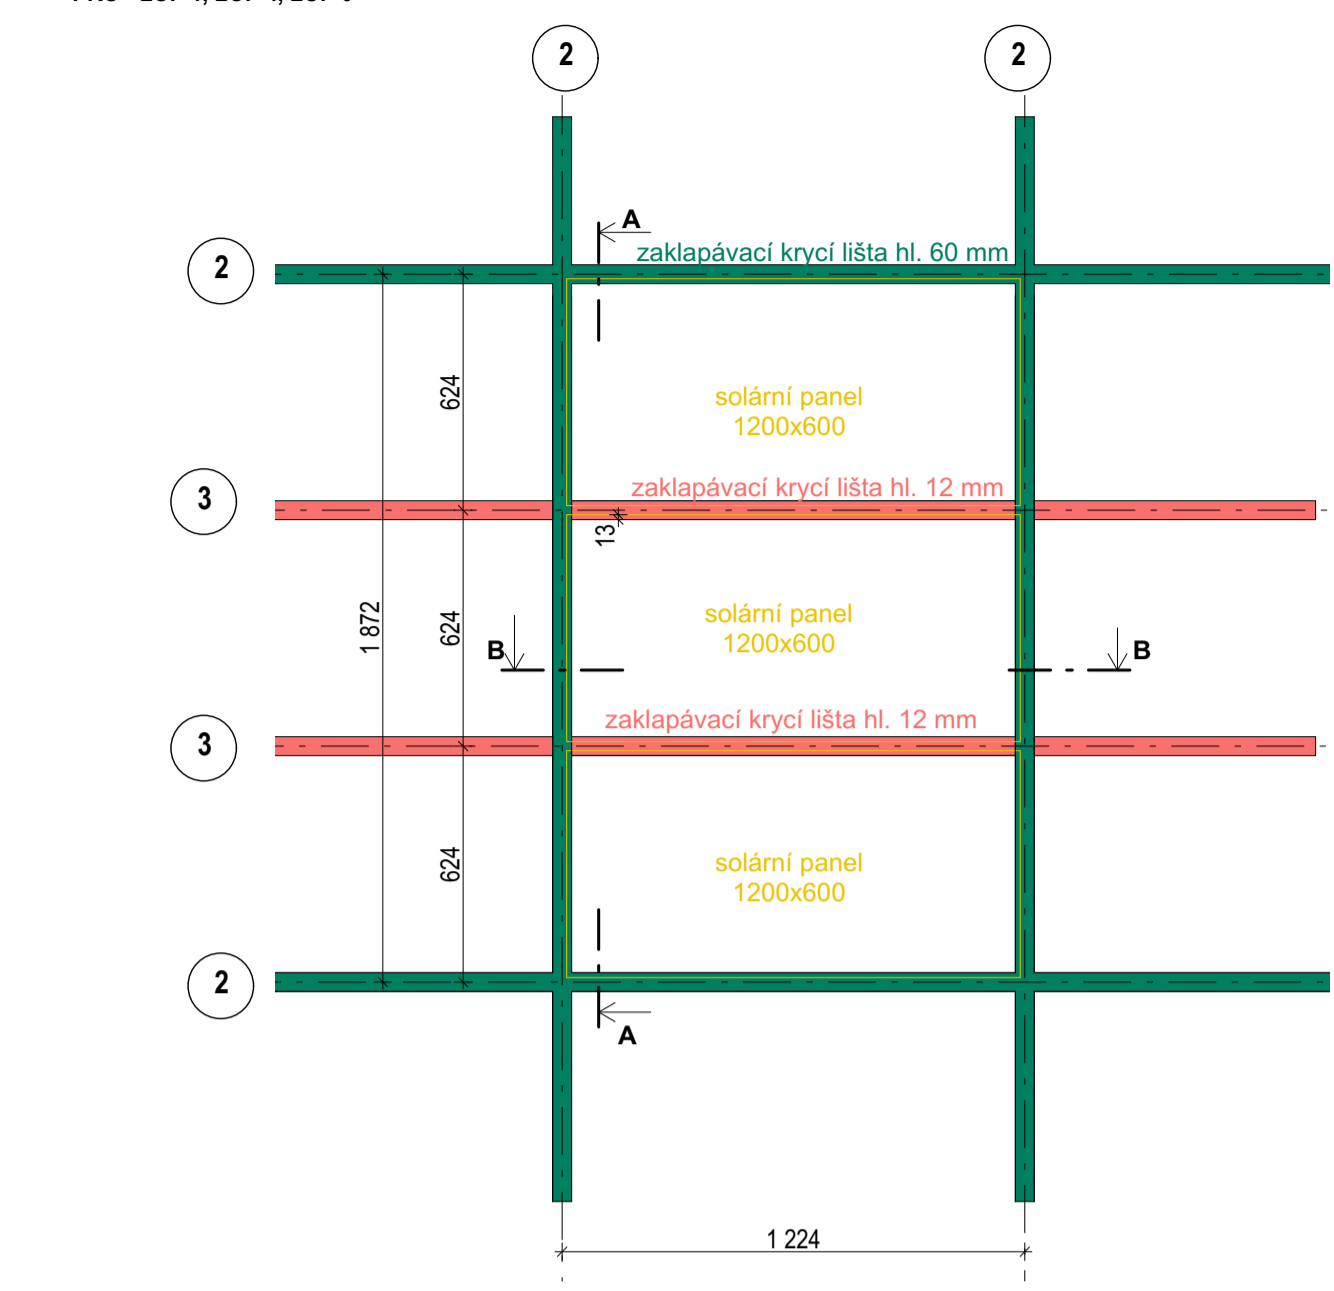 2 2
A
zaklapávací krycí lišta hl. 60 mm
2
624
solární panel
1200x600
zaklapávací krycí lišta hl. 12 mm
3
13
1 872
624
solární panel
1200x600
B B
zaklapávací krycí lišta hl. 12 mm
3
624
solární panel
1200x600
2
A
1 224